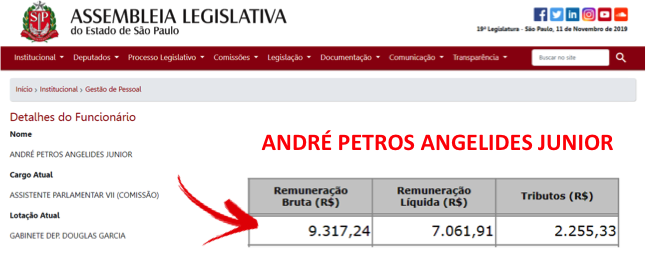 ASSEMBLEIA LEGISLATIVA
do Estado de São Paulo
19ª Legislatura - São Paulo, 11 de Novembro de 2019
Institucional Deputados Processo Legislativo Comissões Legislação Documentação Comunicação Transparência Buscar no site
Início › Institucional › Gestão de Pessoal
Detalhes do Funcionário
Nome
ANDRÉ PETROS ANGELIDES JUNIOR
ANDRÉ PETROS ANGELIDES JUNIOR
Cargo Atual
ASSISTENTE PARLAMENTAR VII (COMISSÃO)
Lotação Atual
GABINETE DEP. DOUGLAS GARCIA
Remuneração Bruta (R$) Remuneração Líquida (R$) Tributos (R$)
9.317,24 7.061,91 2.255,33